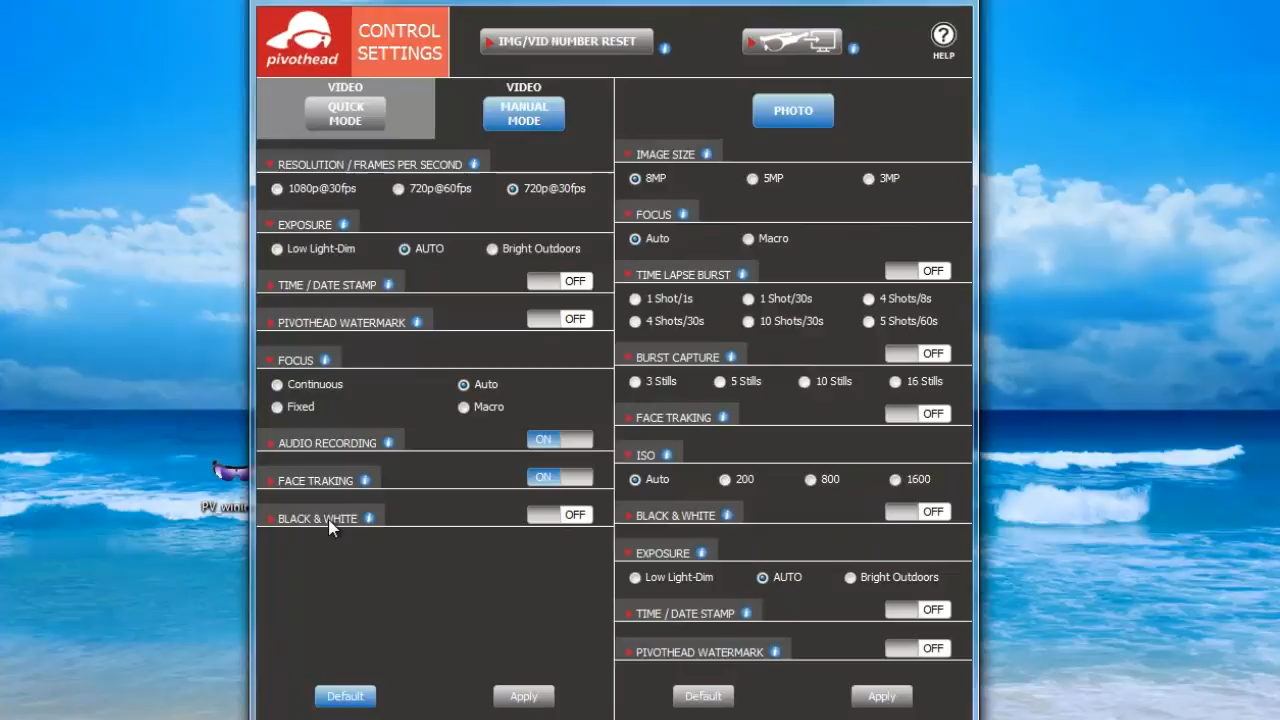 pivothead
CONTROL
SETTINGS
IMG/VID NUMBER RESET
?
HELP
VIDEO
QUICK
MODE
VIDEO
MANUAL
MODE
RESOLUTION / FRAMES PER SECOND i
1080p@30fps 720p@60fps 720p@30fps
EXPOSURE i
Low Light-Dim AUTO Bright Outdoors
TIME / DATE STAMP i OFF
PIVOTHEAD WATERMARK i OFF
FOCUS i
Continuous Auto
Fixed Macro
AUDIO RECORDING i ON
FACE TRAKING i ON
BLACK & WHITE i OFF
Default Apply
PHOTO
IMAGE SIZE i
8MP 5MP 3MP
FOCUS i
Auto Macro
TIME LAPSE BURST i OFF
1 Shot/1s 1 Shot/30s 4 Shots/8s
4 Shots/30s 10 Shots/30s 5 Shots/60s
BURST CAPTURE i OFF
3 Stills 5 Stills 10 Stills 16 Stills
FACE TRAKING i OFF
ISO i
Auto 200 800 1600
BLACK & WHITE i OFF
EXPOSURE i
Low Light-Dim AUTO Bright Outdoors
TIME / DATE STAMP i OFF
PIVOTHEAD WATERMARK i OFF
Default Apply